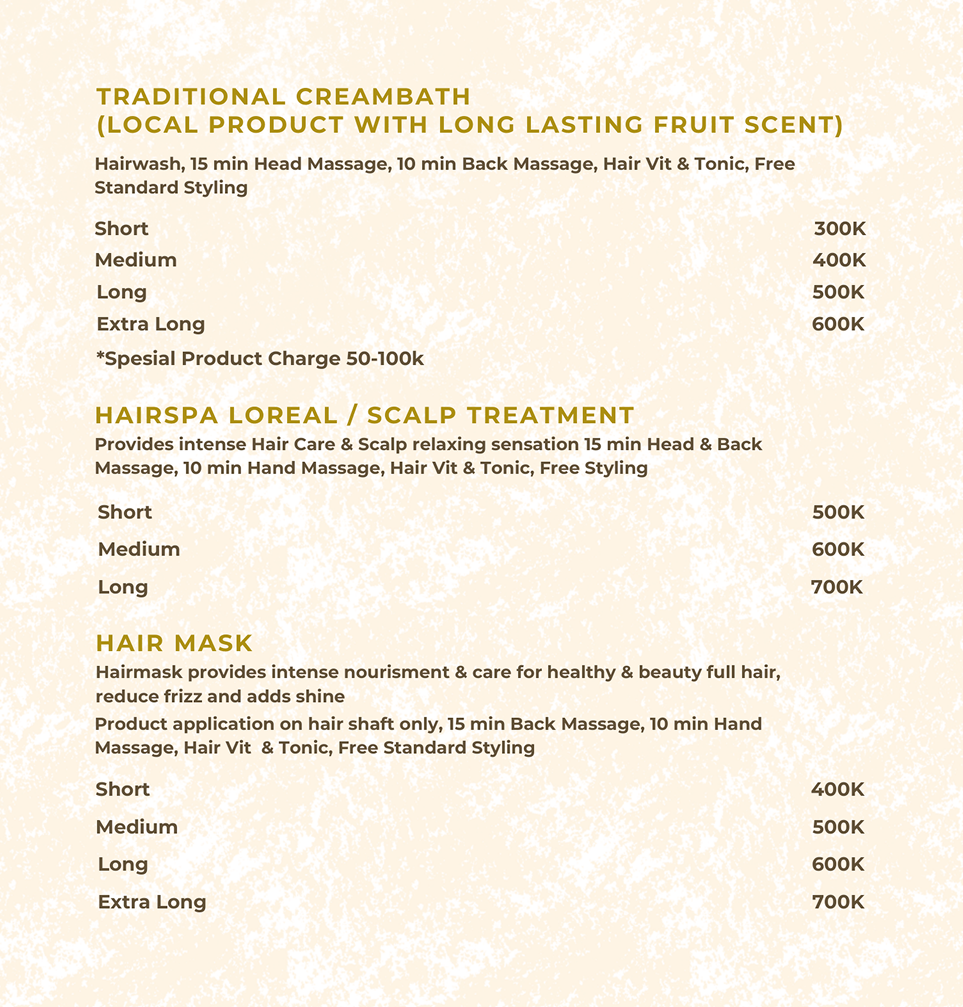 TRADITIONAL CREAMBATH
(LOCAL PRODUCT WITH LONG LASTING FRUIT SCENT)
Hairwash, 15 min Head Massage, 10 min Back Massage, Hair Vit & Tonic, Free
Standard Styling
Short 300K
Medium 400K
Long 500K
Extra Long 600K
*Spesial Product Charge 50-100k
HAIRSPA LOREAL / SCALP TREATMENT
Provides intense Hair Care & Scalp relaxing sensation 15 min Head & Back
Massage, 10 min Hand Massage, Hair Vit & Tonic, Free Styling
Short 500K
Medium 600K
Long 700K
HAIR MASK
Hairmask provides intense nourisment & care for healthy & beauty full hair,
reduce frizz and adds shine
Product application on hair shaft only, 15 min Back Massage, 10 min Hand
Massage, Hair Vit & Tonic, Free Standard Styling
Short 400K
Medium 500K
Long 600K
Extra Long 700K